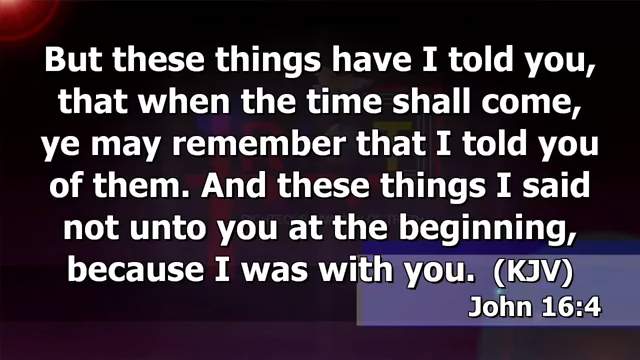 But these things have I told you,
that when the time shall come,
ye may remember that I told you
of them. And these things I said
not unto you at the beginning,
because I was with you. (KJV)
John 16:4